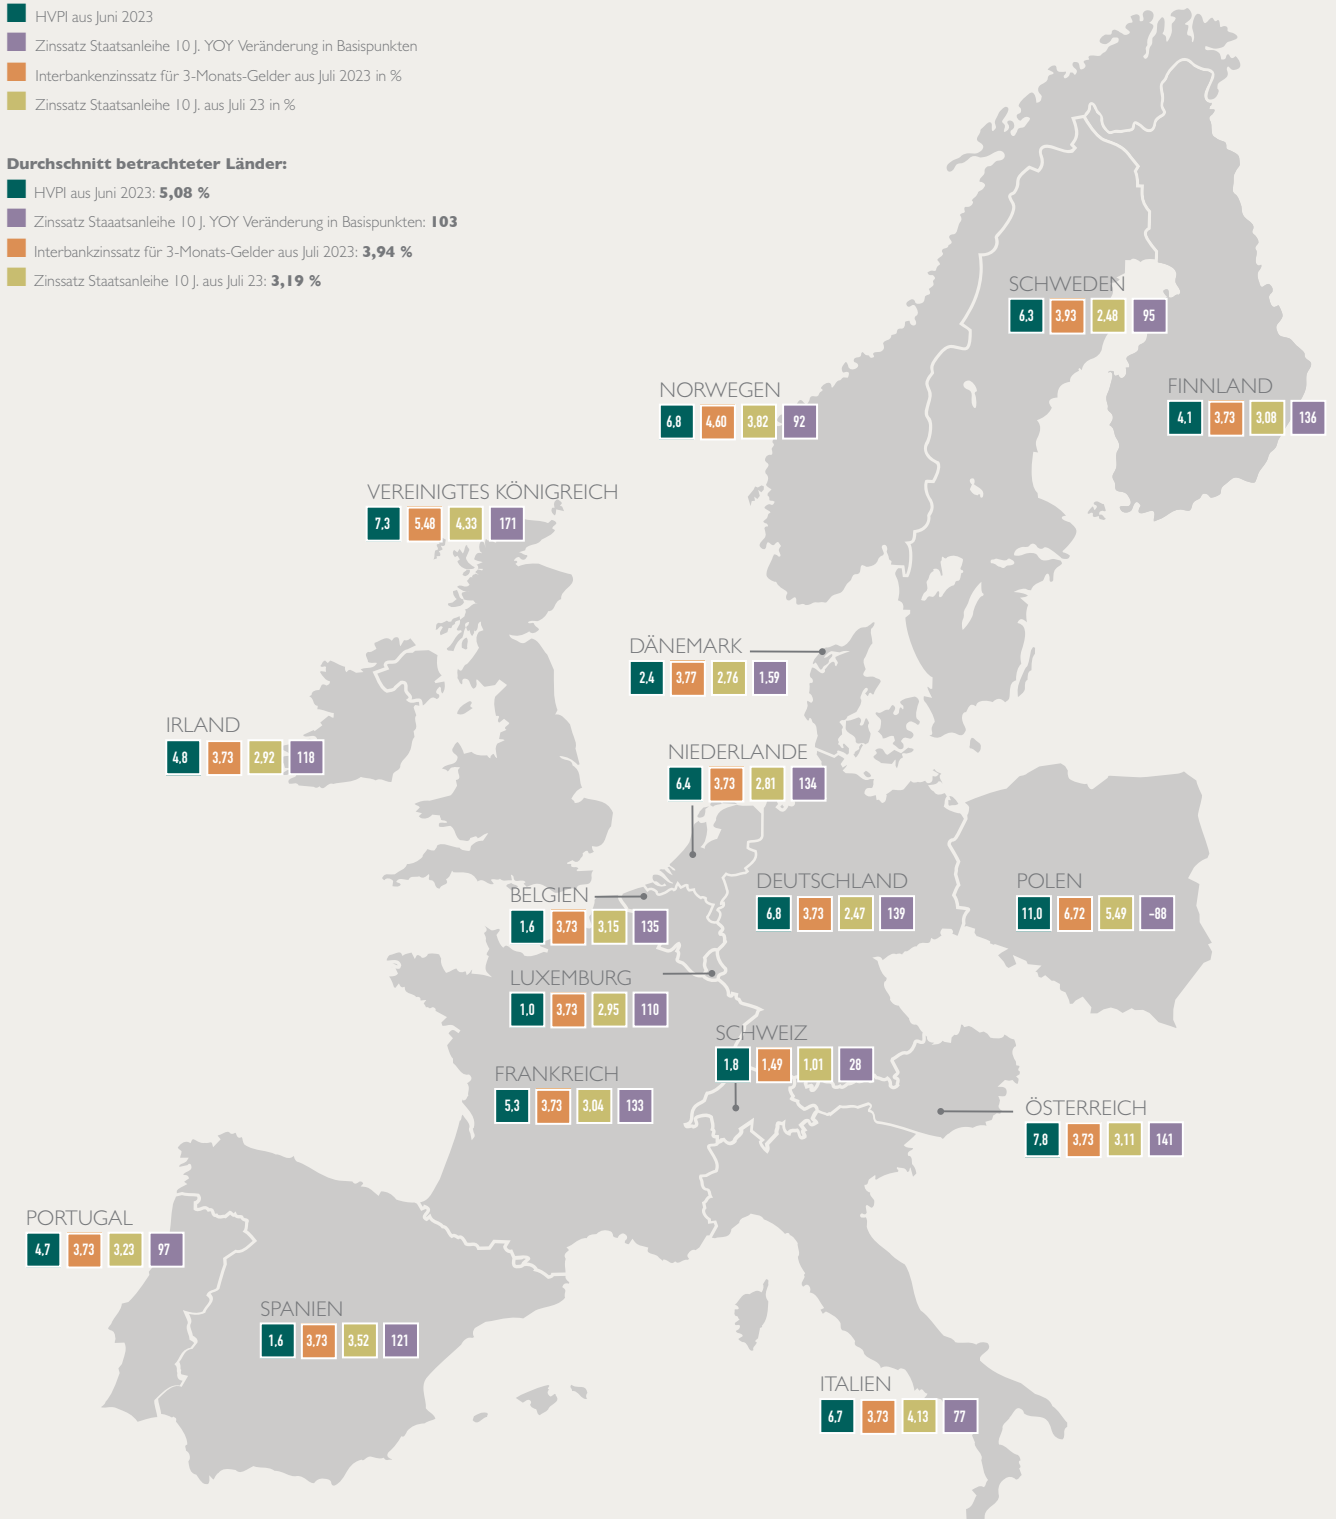 HVPI aus Juni 2023
Zinssatz Staatsanleihe 10 J. YOY Veränderung in Basispunkten
Interbankenzinssatz für 3-Monats-Gelder aus Juli 2023 in %
Zinssatz Staatsanleihe 10 J. aus Juli 23 in %
Durchschnitt betrachteter Länder:
HVPI aus Juni 2023: 5,08 %
Zinssatz Staaatsanleihe 10 J. YOY Veränderung in Basispunkten: 103
Interbankzinssatz für 3-Monats-Gelder aus Juli 2023: 3,94 %
Zinssatz Staatsanleihe 10 J. aus Juli 23: 3,19 %
SCHWEDEN
6,3 3,93 2,48 95
FINNLAND
4,1 3,73 3,08 136
NORWEGEN
6,8 4,60 3,82 92
VEREINIGTES KÖNIGREICH
7,3 5,48 4,33 171
DÄNEMARK
2,4 3,77 2,76 1,59
IRLAND
4,8 3,73 2,92 118
NIEDERLANDE
6,4 3,73 2,81 134
BELGIEN
1,6 3,73 3,15 135
DEUTSCHLAND
6,8 3,73 2,47 139
POLEN
11,0 6,72 5,49 -88
LUXEMBURG
1,0 3,73 2,95 110
SCHWEIZ
1,8 1,49 1,01 28
FRANKREICH
5,3 3,73 3,04 133
ÖSTERREICH
7,8 3,73 3,11 141
PORTUGAL
4,7 3,73 3,23 97
SPANIEN
1,6 3,73 3,52 121
ITALIEN
6,7 3,73 4,13 77